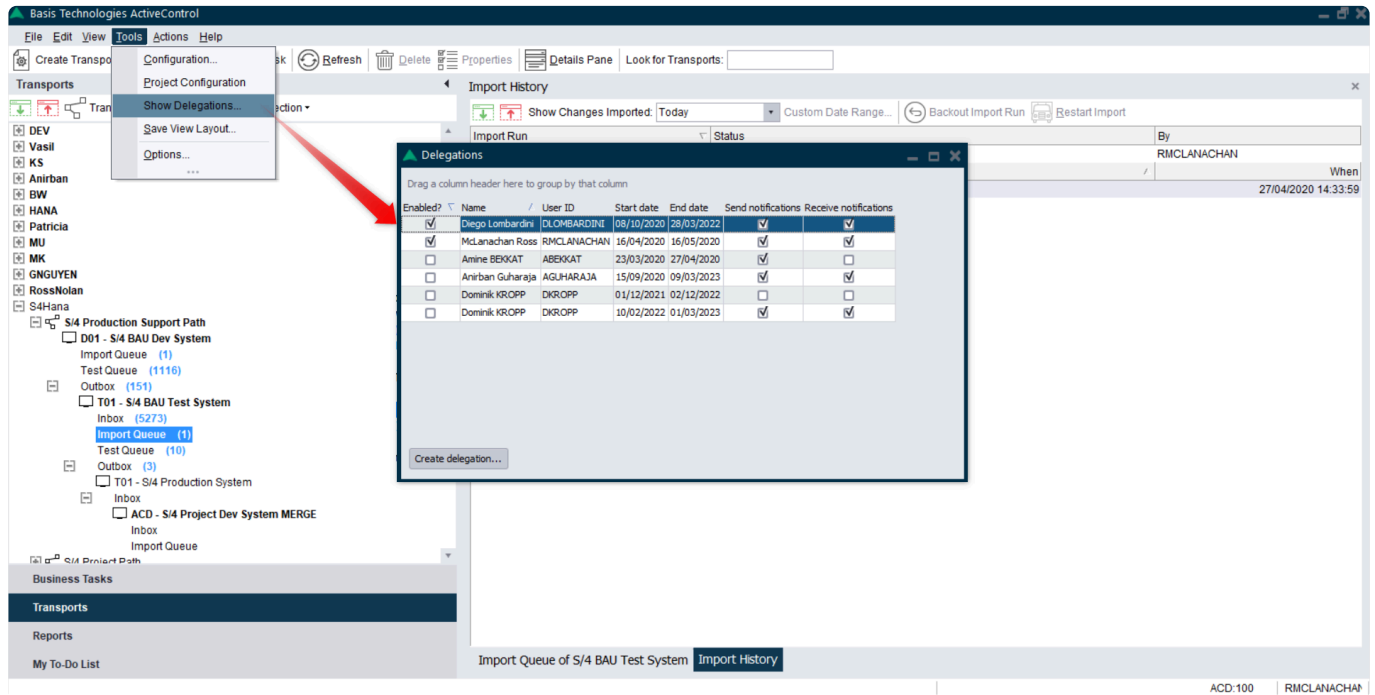 Basis Technologies ActiveControl
File Edit View Tools Actions Help
Create Transpo sk Refresh Delete Properties Details Pane Look for Transports:
Configuration...
Project Configuration
Show Delegations...
Save View Layout...
Options...
Transports
Tran ection
DEV
Vasil
KS
Anirban
BW
HANA
Patricia
MU
MK
GNGUYEN
RossNolan
S4Hana
S/4 Production Support Path
D01 - S/4 BAU Dev System
Import Queue (1)
Test Queue (1116)
Outbox (151)
T01 - S/4 BAU Test System
Inbox (5273)
Import Queue (1)
Test Queue (10)
Outbox (3)
T01 - S/4 Production System
Inbox
ACD - S/4 Project Dev System MERGE
Inbox
Import Queue
S/4 Project Path
Business Tasks
Transports
Reports
My To-Do List
Import History
Show Changes Imported: Today Custom Date Range... Backout Import Run Restart Import
Import Run Status By
RMCLANACHAN
When
27/04/2020 14:33:59
Delegations
Drag a column header here to group by that column
Enabled? Name User ID Start date End date Send notifications Receive notifications
Diego Lombardini DLOMBARDINI 08/10/2020 28/03/2022
McLanachan Ross RMCLANACHAN 16/04/2020 16/05/2020
Amine BEKKAT ABEKKAT 23/03/2020 27/04/2020
Anirban Guharaja AGUHARAJA 15/09/2020 09/03/2023
Dominik KROPP DKROPP 01/12/2021 02/12/2022
Dominik KROPP DKROPP 10/02/2022 01/03/2023
Create delegation...
Import Queue of S/4 BAU Test System Import History
ACD:100 RMCLANACHAN